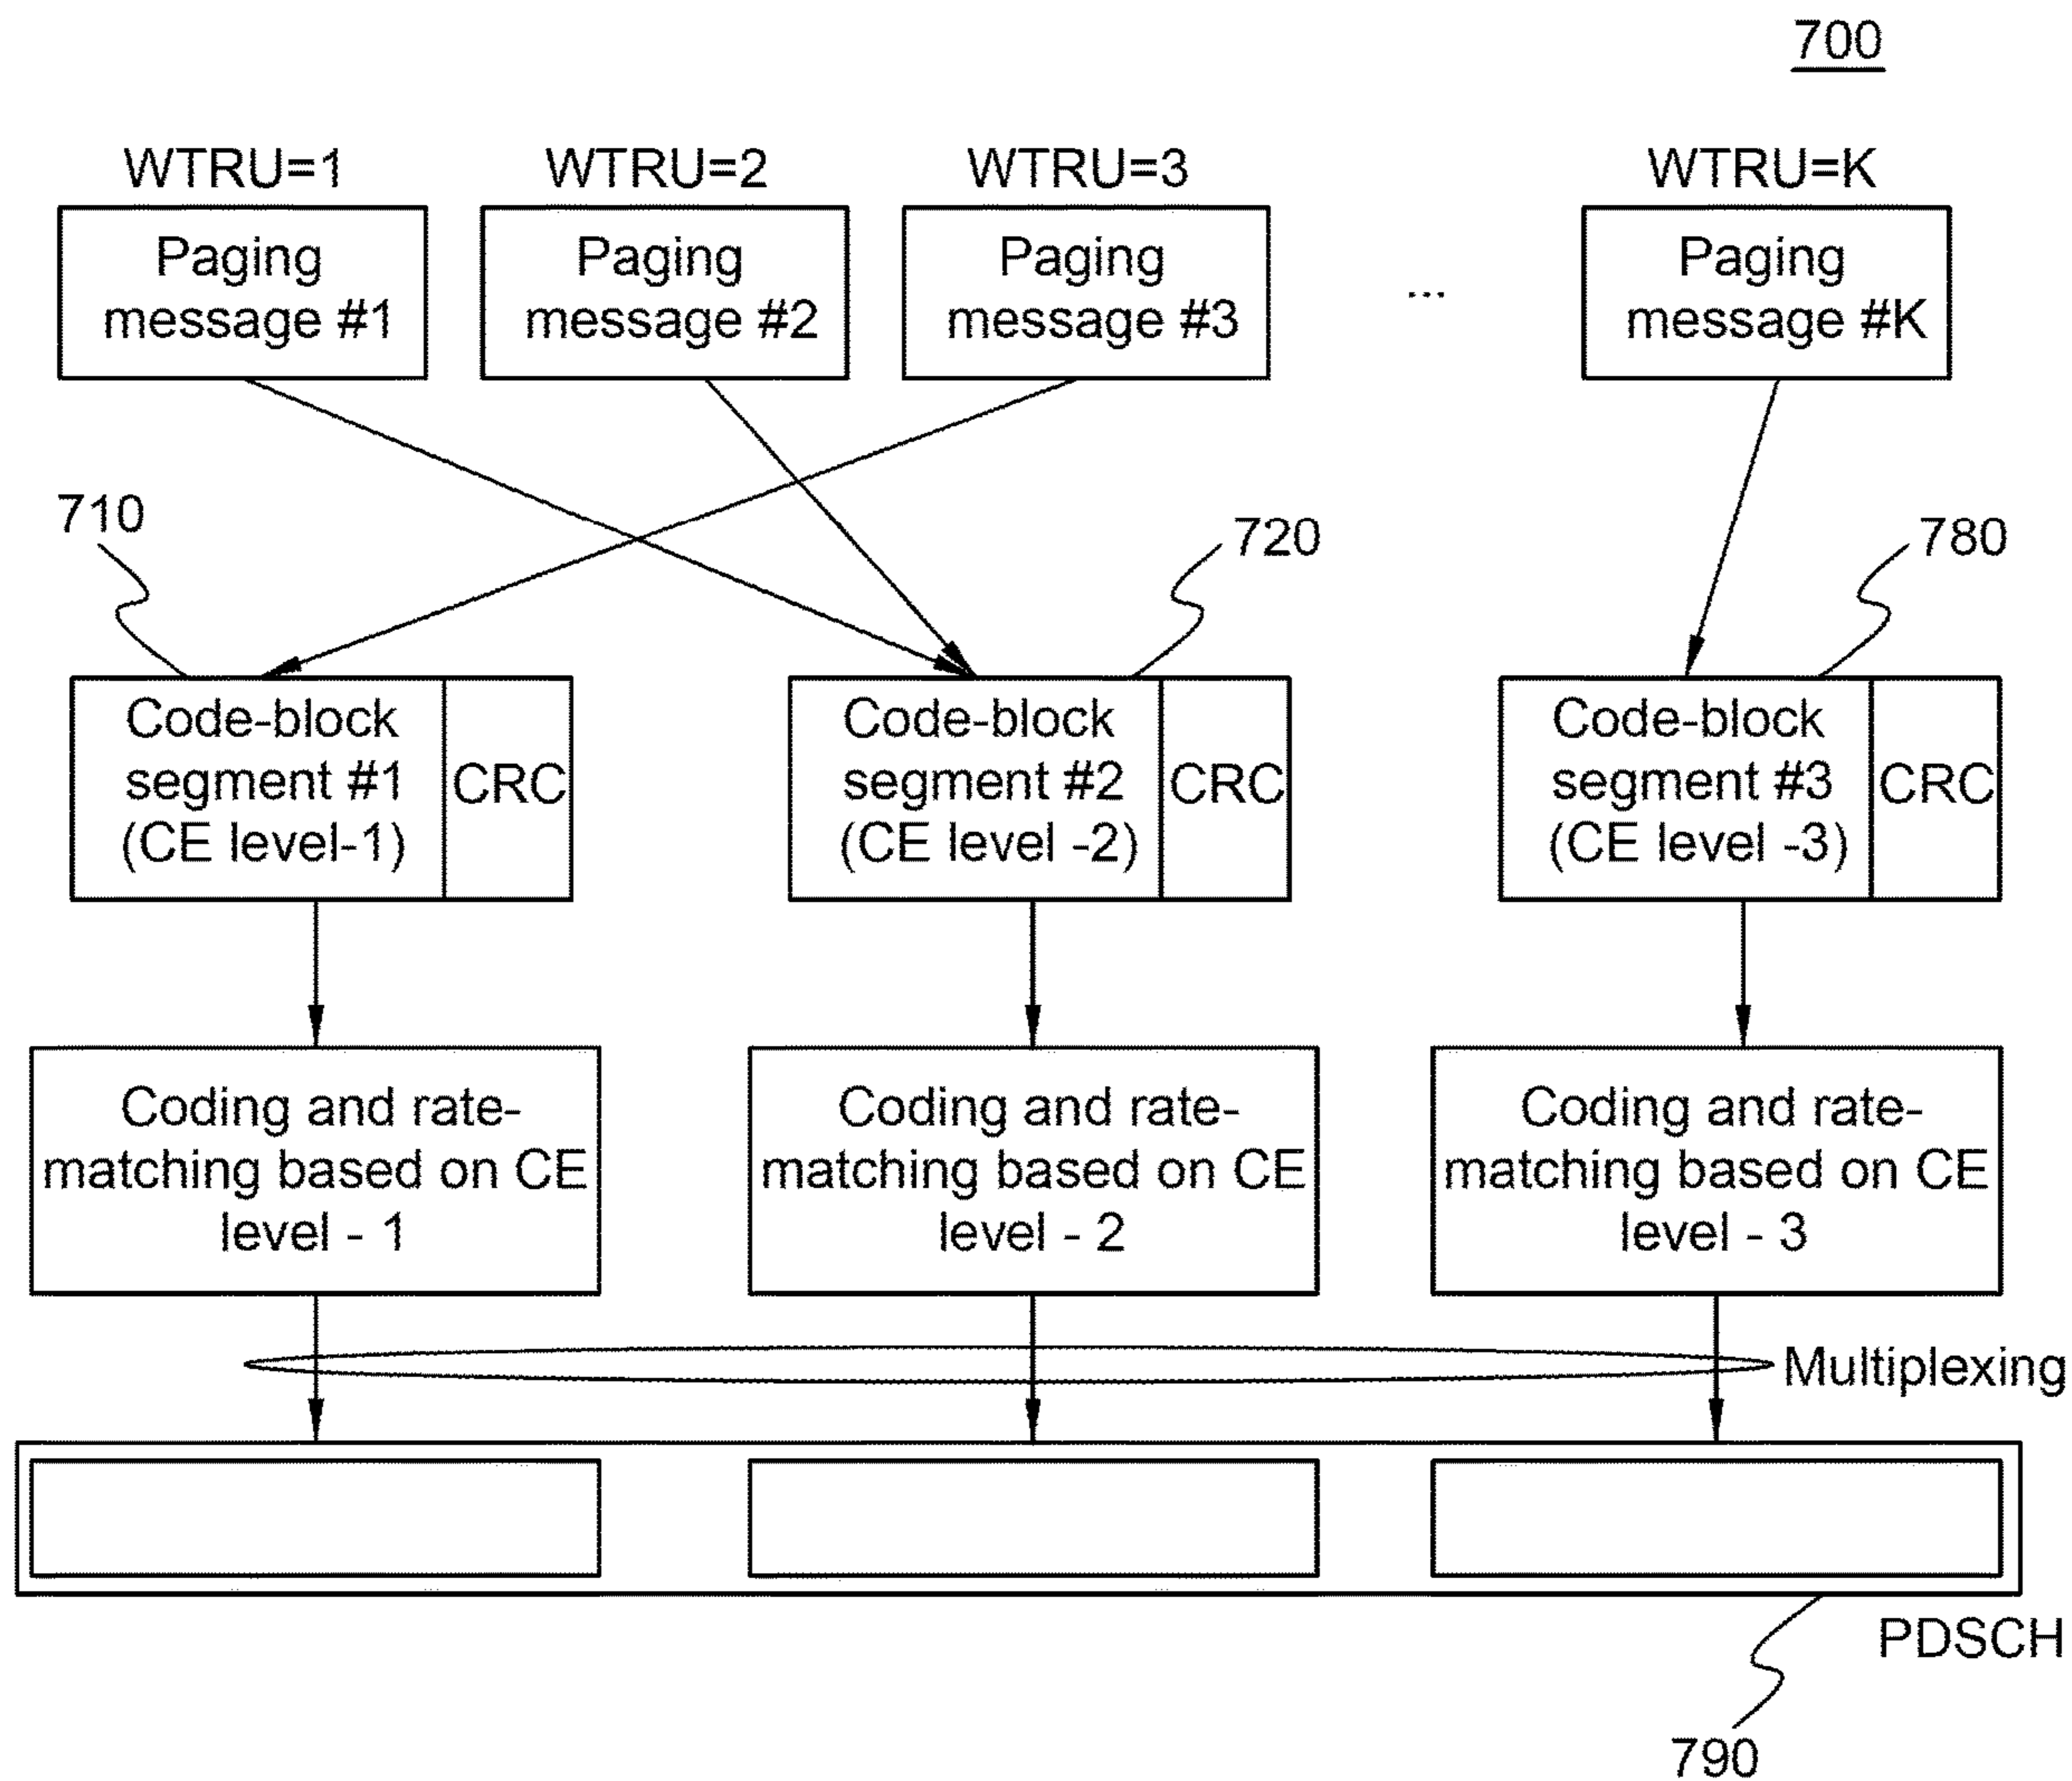 700
WTRU=1
WTRU=2
WTRU=3
WTRU=K
Paging
message #1
Paging
message #2
Paging
message #3
...
Paging
message #K
710
720
780
Code-block
segment #1
(CE level-1)
CRC
Code-block
segment #2
(CE level -2)
CRC
Code-block
segment #3
(CE level -3)
CRC
Coding and rate-
matching based on CE
level - 1
Coding and rate-
matching based on CE
level - 2
Coding and rate-
matching based on CE
level - 3
Multiplexing
PDSCH
790